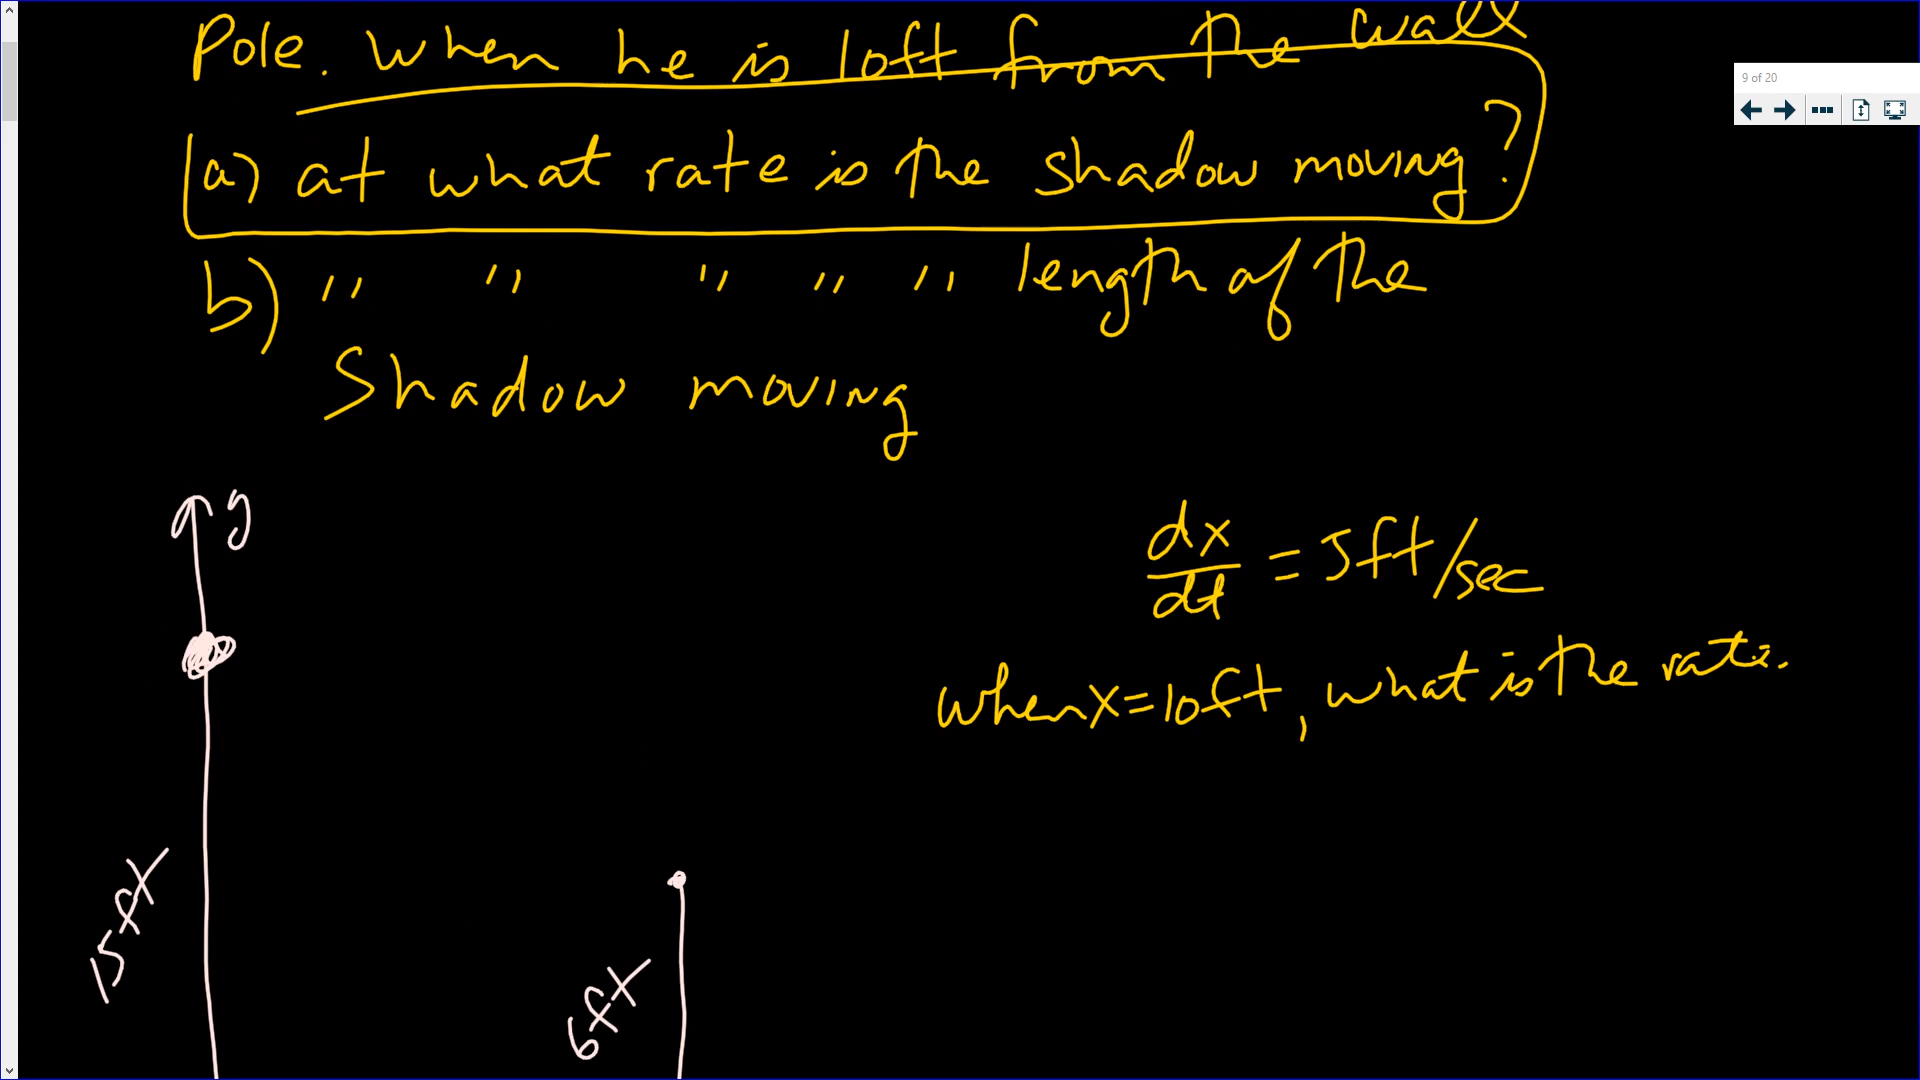 Pole. When he is 10ft from the wall
9 of 20
(a) at what rate is the shadow moving?
b) " " " " " length of the
Shadow moving
y
dx/dt = 5ft/sec
when x=10ft, what is the rate.
15ft
6ft